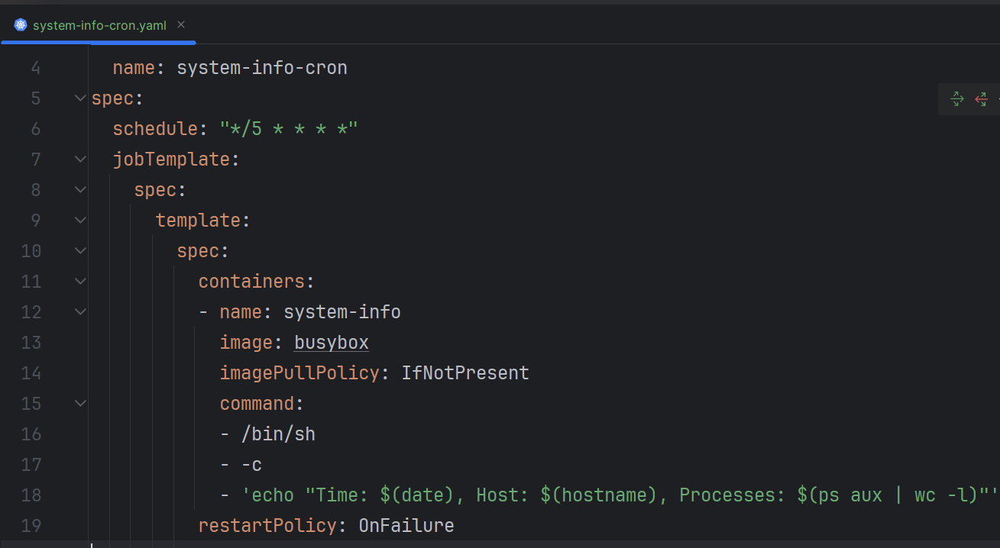 system-info-cron.yaml
4 name: system-info-cron
5 spec:
6 schedule: "*/5 * * * *"
7 jobTemplate:
8 spec:
9 template:
10 spec:
11 containers:
12 - name: system-info
13 image: busybox
14 imagePullPolicy: IfNotPresent
15 command:
16 - /bin/sh
17 - -c
18 - 'echo "Time: $(date), Host: $(hostname), Processes: $(ps aux | wc -l)"'
19 restartPolicy: OnFailure